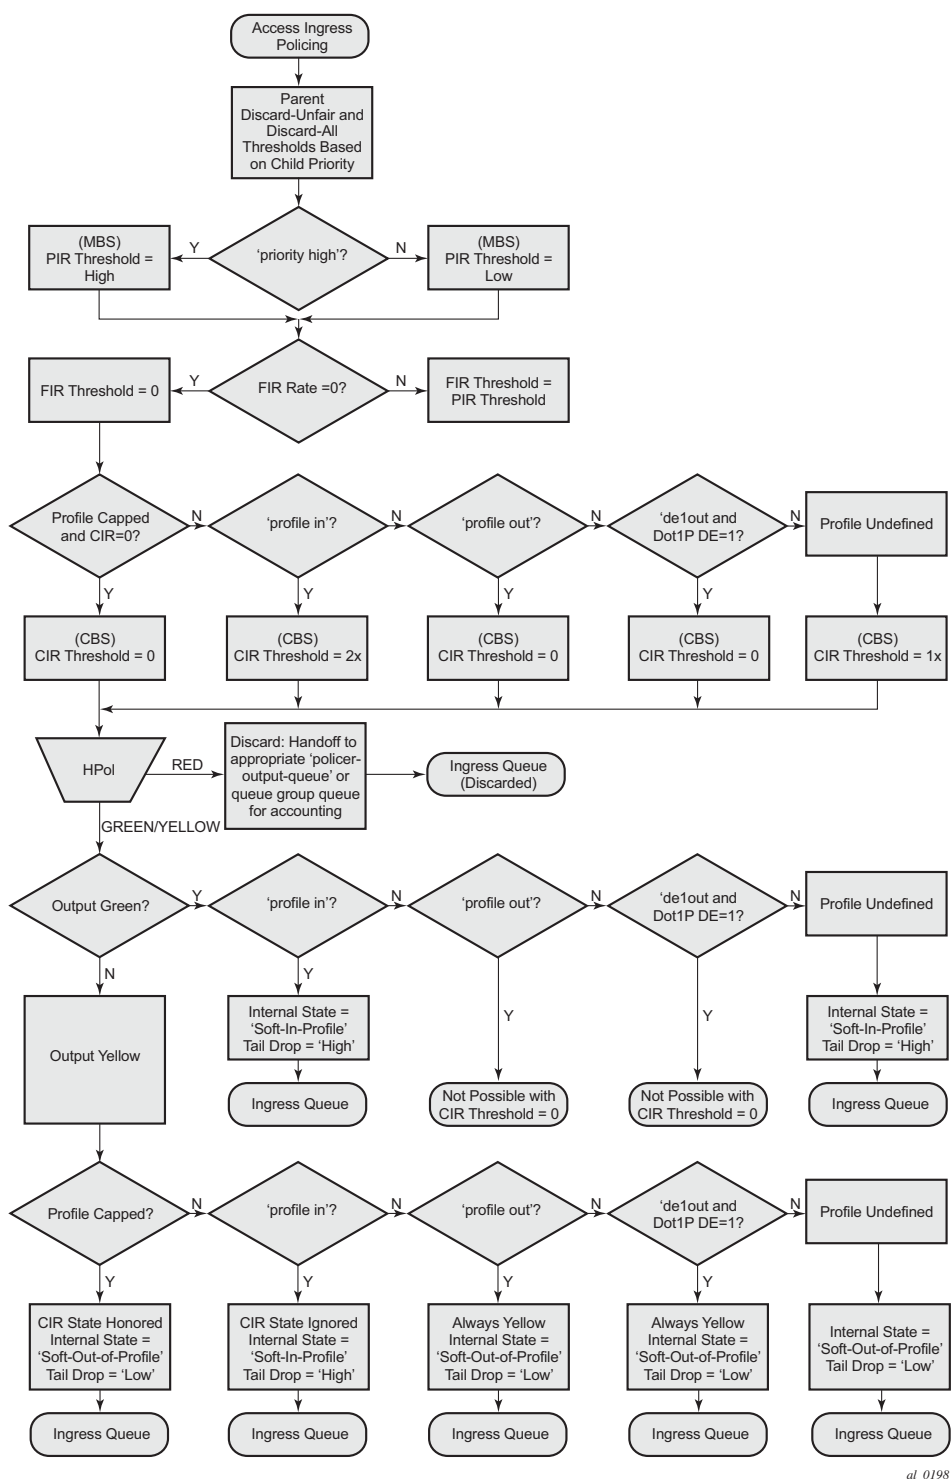 Access Ingress
Policing
Parent
Discard-Unfair and
Discard-All
Thresholds Based
on Child Priority
(MBS)
PIR Threshold =
High
Y
‘priority high’?
N
(MBS)
PIR Threshold =
Low
FIR Threshold = 0
Y
FIR Rate =0?
N
FIR Threshold =
PIR Threshold
Profile Capped
and CIR=0?
N
‘profile in’?
N
‘profile out’?
N
‘de1out and
Dot1P DE=1?
N
Profile Undefined
Y
Y
Y
Y
(CBS)
CIR Threshold = 0
(CBS)
CIR Threshold = 2x
(CBS)
CIR Threshold = 0
(CBS)
CIR Threshold = 0
(CBS)
CIR Threshold = 1x
HPol
RED
Discard: Handoff to
appropriate ‘policer-
output-queue’ or
queue group queue
for accounting
Ingress Queue
(Discarded)
GREEN/YELLOW
Output Green?
Y
‘profile in’?
N
‘profile out’?
N
‘de1out and
Dot1P DE=1?
N
Profile Undefined
N
Y
Y
Y
Output Yellow
Internal State =
‘Soft-In-Profile’
Tail Drop = ‘High’
Internal State =
‘Soft-In-Profile’
Tail Drop = ‘High’
Ingress Queue
Not Possible with
CIR Threshold = 0
Not Possible with
CIR Threshold = 0
Ingress Queue
Profile Capped?
N
‘profile in’?
N
‘profile out’?
N
‘de1out and
Dot1P DE=1?
N
Profile Undefined
Y
Y
Y
Y
CIR State Honored
Internal State =
‘Soft-Out-of-Profile’
Tail Drop = ‘Low’
CIR State Ignored
Internal State =
‘Soft-In-Profile’
Tail Drop = ‘High’
Always Yellow
Internal State =
‘Soft-Out-of-Profile’
Tail Drop = ‘Low’
Always Yellow
Internal State =
‘Soft-Out-of-Profile’
Tail Drop = ‘Low’
Internal State =
‘Soft-Out-of-Profile’
Tail Drop = ‘Low’
Ingress Queue
Ingress Queue
Ingress Queue
Ingress Queue
Ingress Queue
al_0198